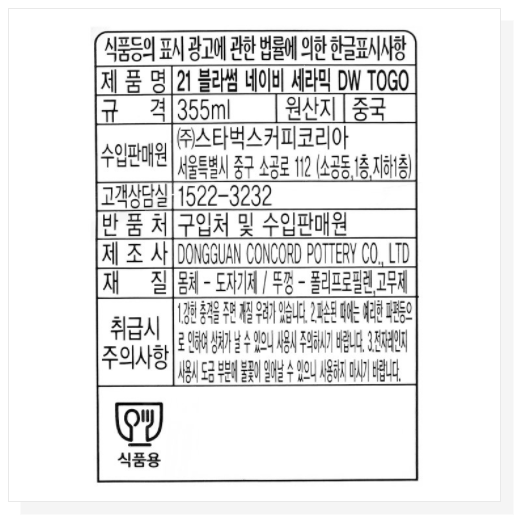 식품등의 표시 광고에 관한 법률에 의한 한글표시사항
제 품 명 21 블라썸 네이비 세라믹 DW TOGO
규 격 355ml 원산지 중국
수입판매원 ㈜스타벅스커피코리아
서울특별시 중구 소공로 112 (소공동,1층,지하1층)
고객상담실 1522-3232
반 품 처 구입처 및 수입판매원
제 조 사 DONGGUAN CONCORD POTTERY CO., LTD
재 질 몸체 - 도자기제 / 뚜껑 - 폴리프로필렌,고무제
취급시
주의사항
1.강한 충격을 주면 깨질 우려가 있습니다. 2.파손된 때에는 예리한 파편등으
로 인하여 상처가 날 수 있으니 사용시 주의하시기 바랍니다. 3.전자레인지
사용시 도금 부분에 불꽃이 일어날 수 있으니 사용하지 마시기 바랍니다.
식품용